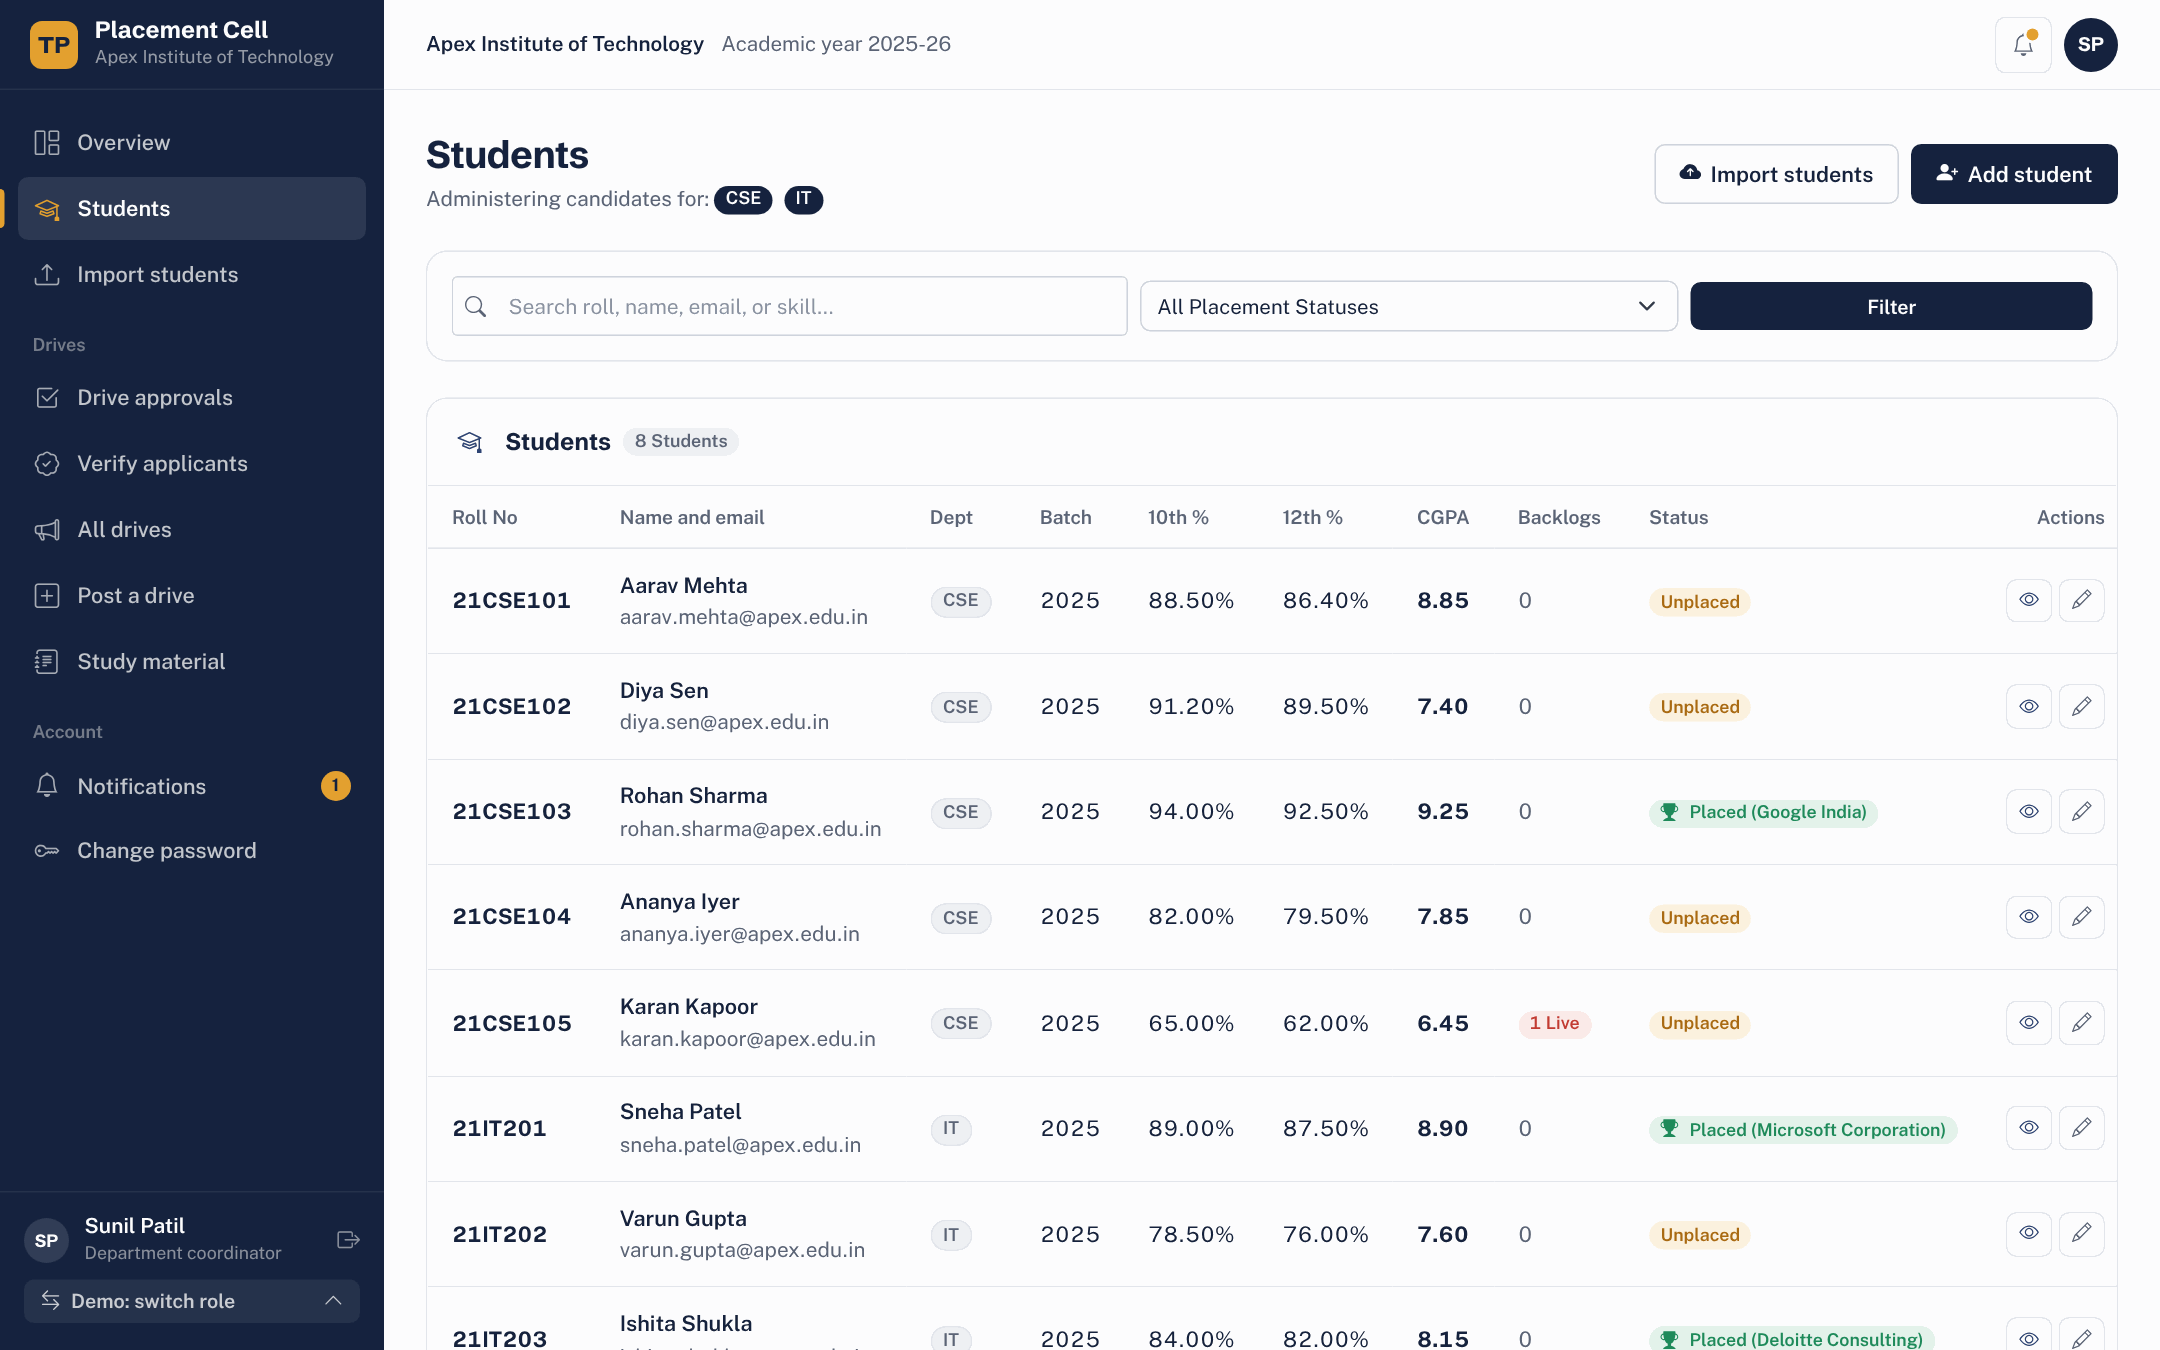 TP
Placement Cell
Apex Institute of Technology
Overview
Students
Import students
Drives
Drive approvals
Verify applicants
All drives
Post a drive
Study material
Account
Notifications 1
Change password
SP
Sunil Patil
Department coordinator
Demo: switch role
Apex Institute of Technology Academic year 2025-26
SP
Students
Administering candidates for: CSE IT
Import students
Add student
Search roll, name, email, or skill...
All Placement Statuses
Filter
Students 8 Students
Roll No Name and email Dept Batch 10th % 12th % CGPA Backlogs Status Actions
21CSE101 Aarav Mehta CSE 2025 88.50% 86.40% 8.85 0 Unplaced
aarav.mehta@apex.edu.in
21CSE102 Diya Sen CSE 2025 91.20% 89.50% 7.40 0 Unplaced
diya.sen@apex.edu.in
21CSE103 Rohan Sharma CSE 2025 94.00% 92.50% 9.25 0 Placed (Google India)
rohan.sharma@apex.edu.in
21CSE104 Ananya Iyer CSE 2025 82.00% 79.50% 7.85 0 Unplaced
ananya.iyer@apex.edu.in
21CSE105 Karan Kapoor CSE 2025 65.00% 62.00% 6.45 1 Live Unplaced
karan.kapoor@apex.edu.in
21IT201 Sneha Patel IT 2025 89.00% 87.50% 8.90 0 Placed (Microsoft Corporation)
sneha.patel@apex.edu.in
21IT202 Varun Gupta IT 2025 78.50% 76.00% 7.60 0 Unplaced
varun.gupta@apex.edu.in
21IT203 Ishita Shukla IT 2025 84.00% 82.00% 8.15 0 Placed (Deloitte Consulting)